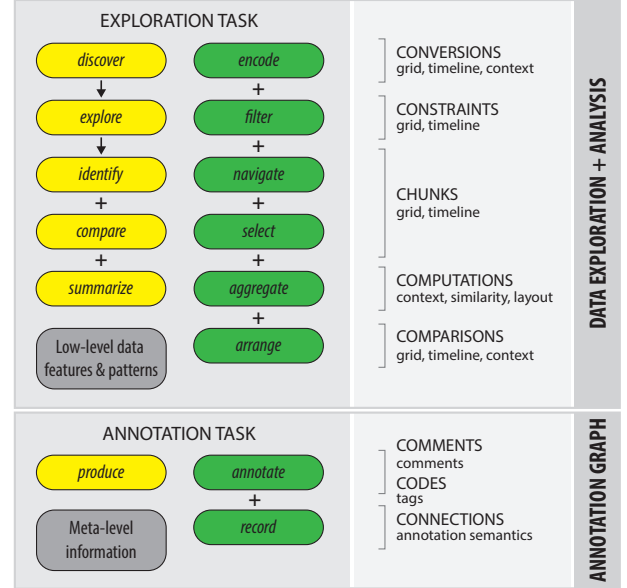 EXPLORATION TASK
discover
explore
identify
+
compare
+
summarize
Low-level data
features & patterns
encode
+
filter
+
navigate
+
select
+
aggregate
+
arrange
CONVERSIONS
grid, timeline, context
CONSTRAINTS
grid, timeline
CHUNKS
grid, timeline
COMPUTATIONS
context, similarity, layout
COMPARISONS
grid, timeline, context
DATA EXPLORATION + ANALYSIS
ANNOTATION TASK
produce
Meta-level
information
annotate
+
record
COMMENTS
comments
CODES
tags
CONNECTIONS
annotation semantics
ANNOTATION GRAPH